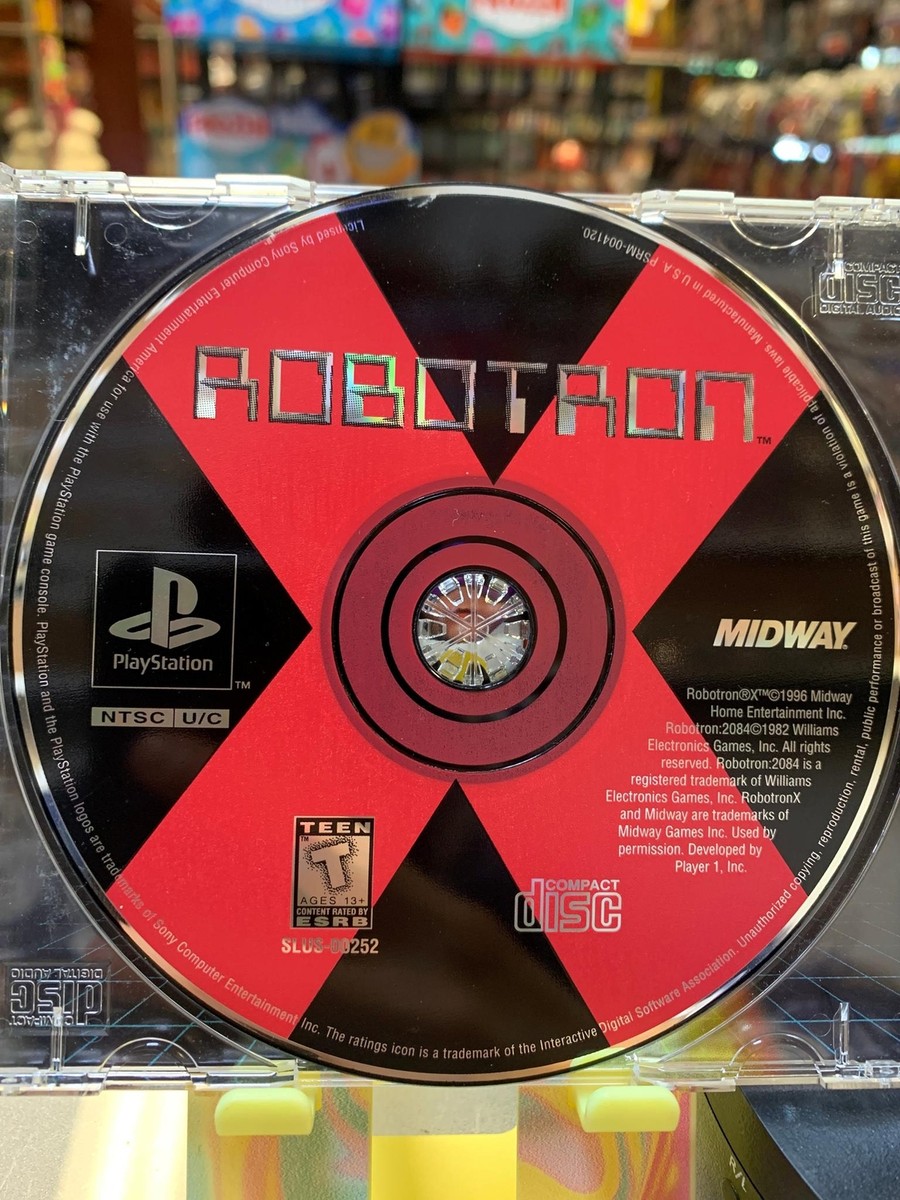 COMPACT
disc
DIGITAL AUDIO
ROBOTRON™
PlayStation
™
NTSC U/C
MIDWAY®
Robotron®X™©1996 Midway
Home Entertainment Inc.
Robotron:2084©1982 Williams
Electronics Games, Inc. All rights
reserved. Robotron:2084 is a
registered trademark of Williams
Electronics Games, Inc. RobotronX
and Midway are trademarks of
Midway Games Inc. Used by
permission. Developed by
Player 1, Inc.
TEEN
T
™
AGES 13+
CONTENT RATED BY
ESRB
SLUS-00252
COMPACT
disc
Licensed by Sony Computer Entertainment America for use with the PlayStation game console. PlayStation and the PlayStation logos are trademarks of Sony Computer Entertainment Inc. The ratings icon is a trademark of the Interactive Digital Software Association. Unauthorized copying, reproduction, rental, public performance or broadcast of this game is a violation of applicable laws. Manufactured in U.S.A. PSRM-004120.
COMPACT
disc
DIGITAL AUDIO
R/L